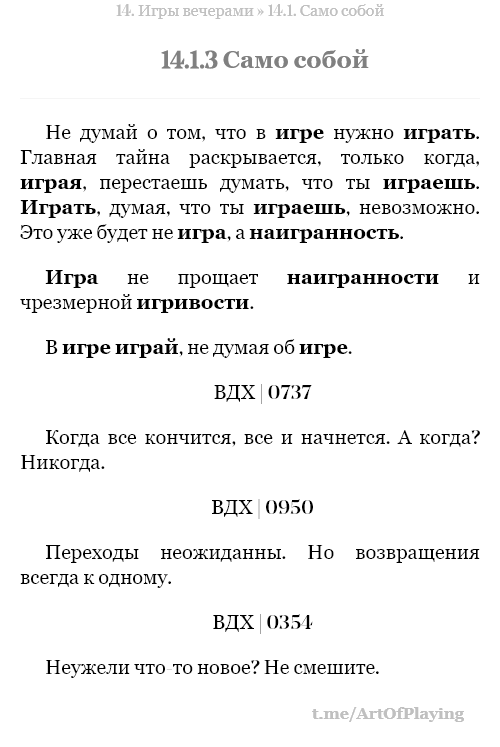 14. Игры вечерами » 14.1. Само собой
14.1.3 Само собой
Не думай о том, что в игре нужно играть.
Главная тайна раскрывается, только когда,
играя, перестаешь думать, что ты играешь.
Играть, думая, что ты играешь, невозможно.
Это уже будет не игра, а наигранность.
Игра не прощает наигранности и
чрезмерной игривости.
В игре играй, не думая об игре.
ВДХ | 0737
Когда все кончится, все и начнется. А когда?
Никогда.
ВДХ | 0950
Переходы неожиданны. Но возвращения
всегда к одному.
ВДХ | 0354
Неужели что-то новое? Не смешите.
t.me/ArtOfPlaying